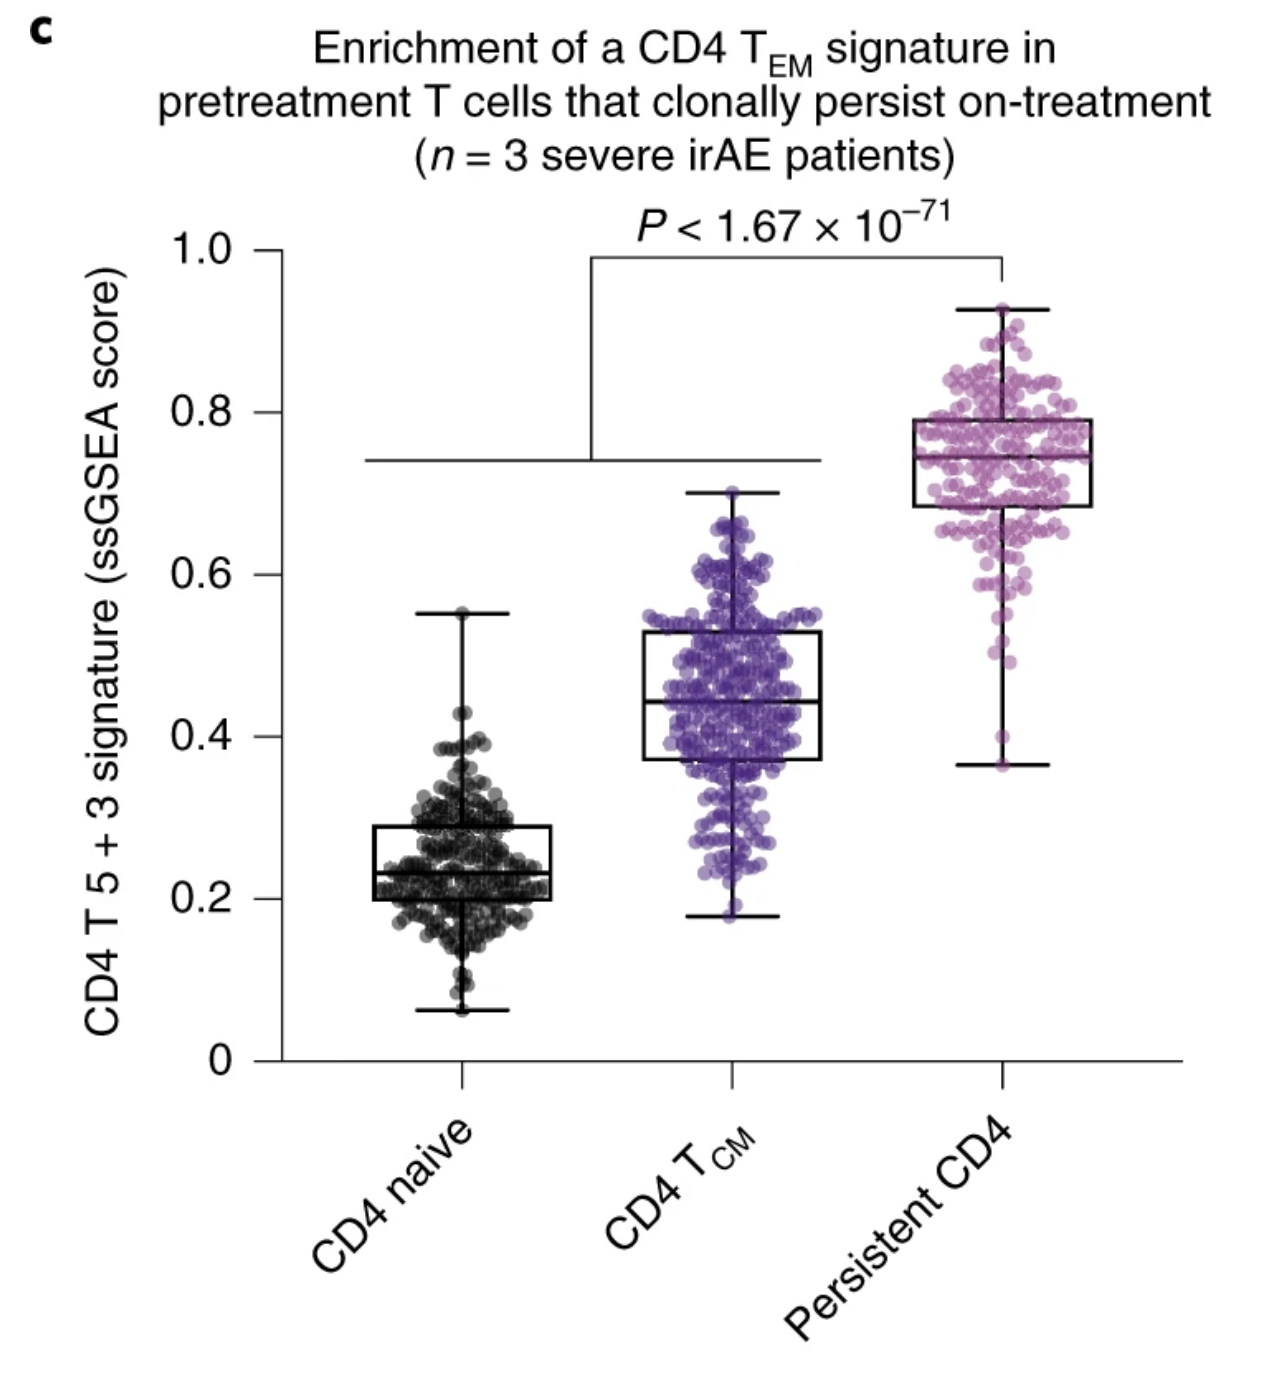 c
Enrichment of a CD4 T_EM signature in
pretreatment T cells that clonally persist on-treatment
(n = 3 severe irAE patients)
P < 1.67 × 10⁻⁷¹
CD4 T 5 + 3 signature (ssGSEA score)
1.0
0.8
0.6
0.4
0.2
0
CD4 naive
CD4 T_CM
Persistent CD4